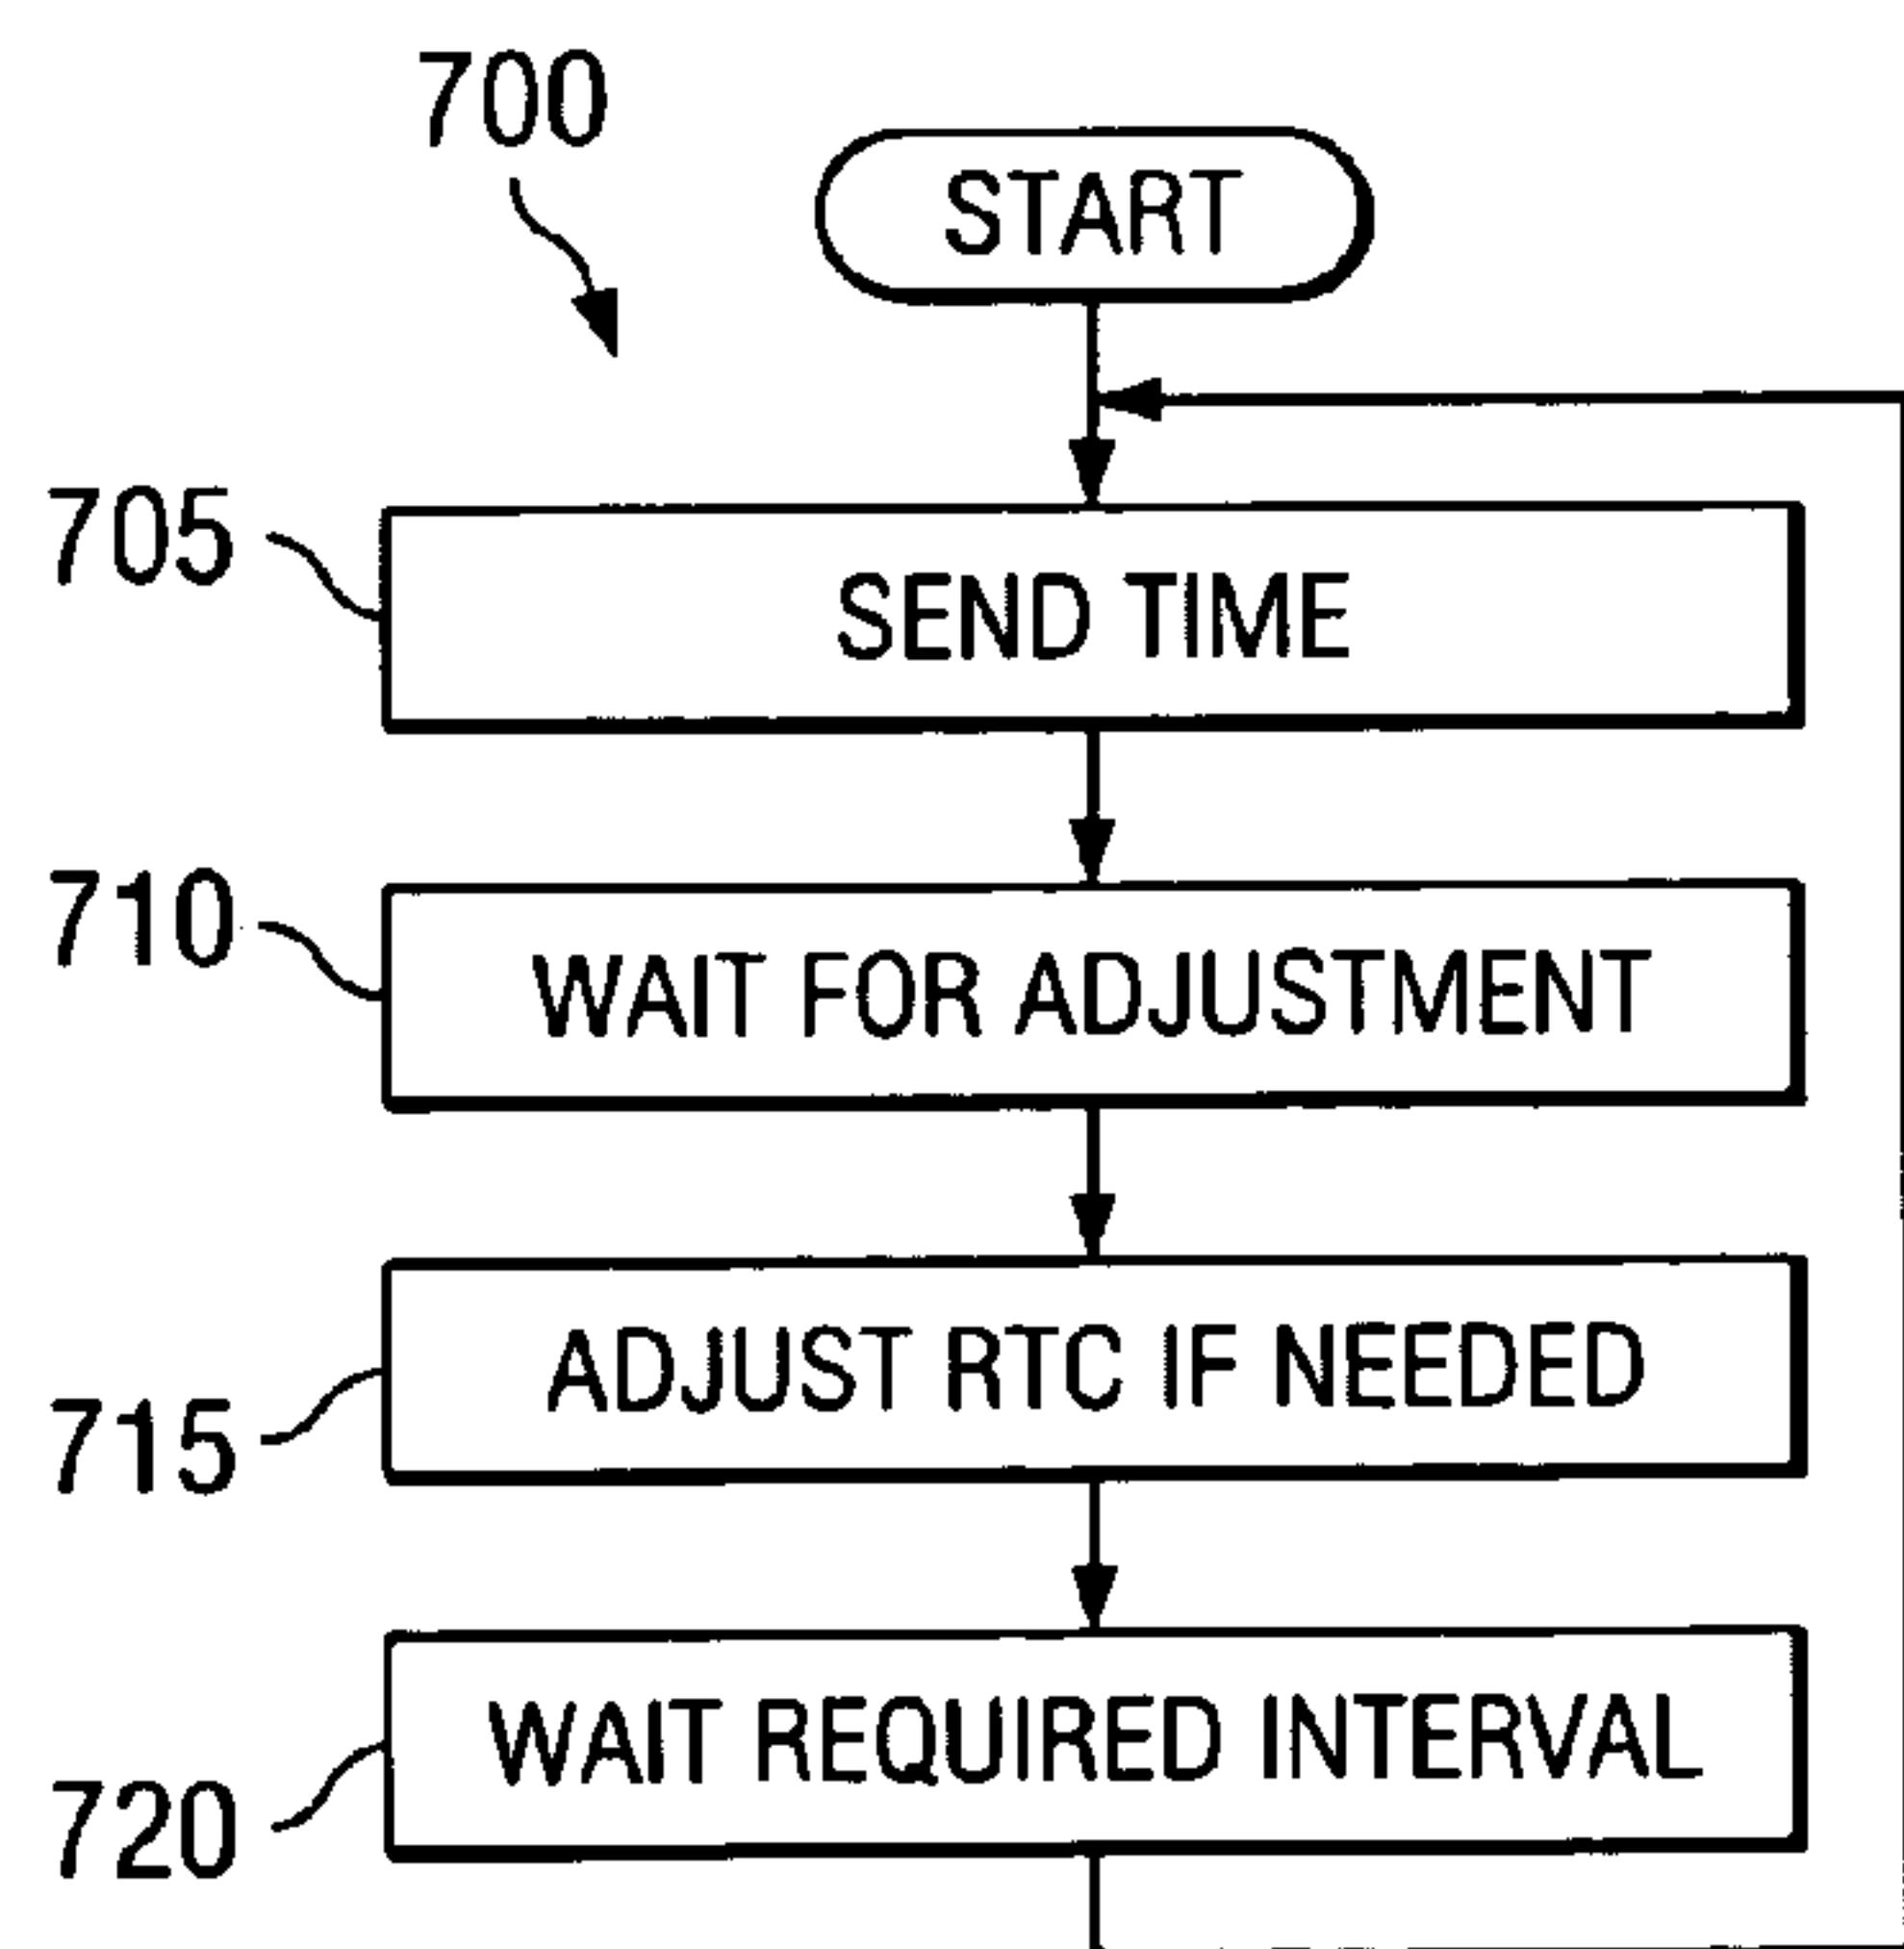 700
START
705
SEND TIME
710
WAIT FOR ADJUSTMENT
715
ADJUST RTC IF NEEDED
720
WAIT REQUIRED INTERVAL